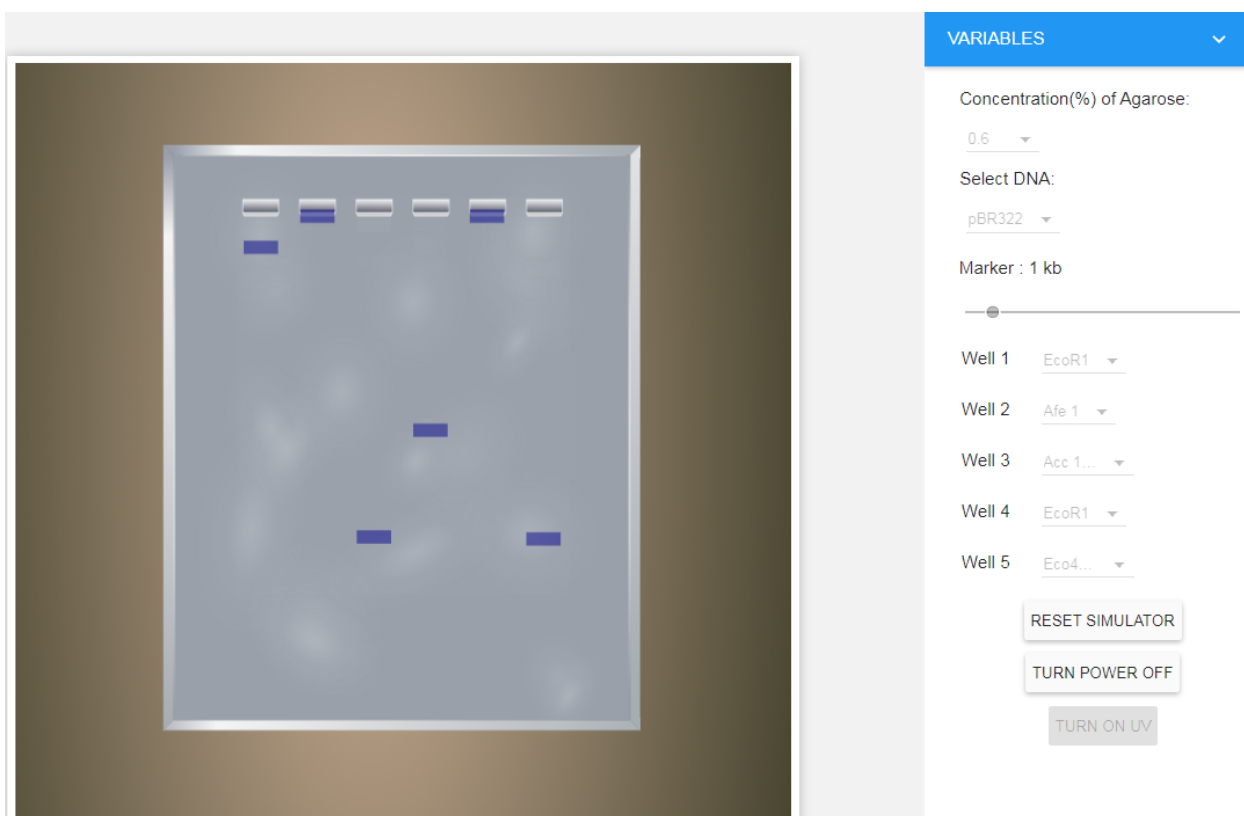 VARIABLES
Concentration(%) of Agarose:
0.6
Select DNA:
pBR322
Marker : 1 kb
Well 1 EcoR1
Well 2 Afe 1
Well 3 Acc 1...
Well 4 EcoR1
Well 5 Eco4...
RESET SIMULATOR
TURN POWER OFF
TURN ON UV